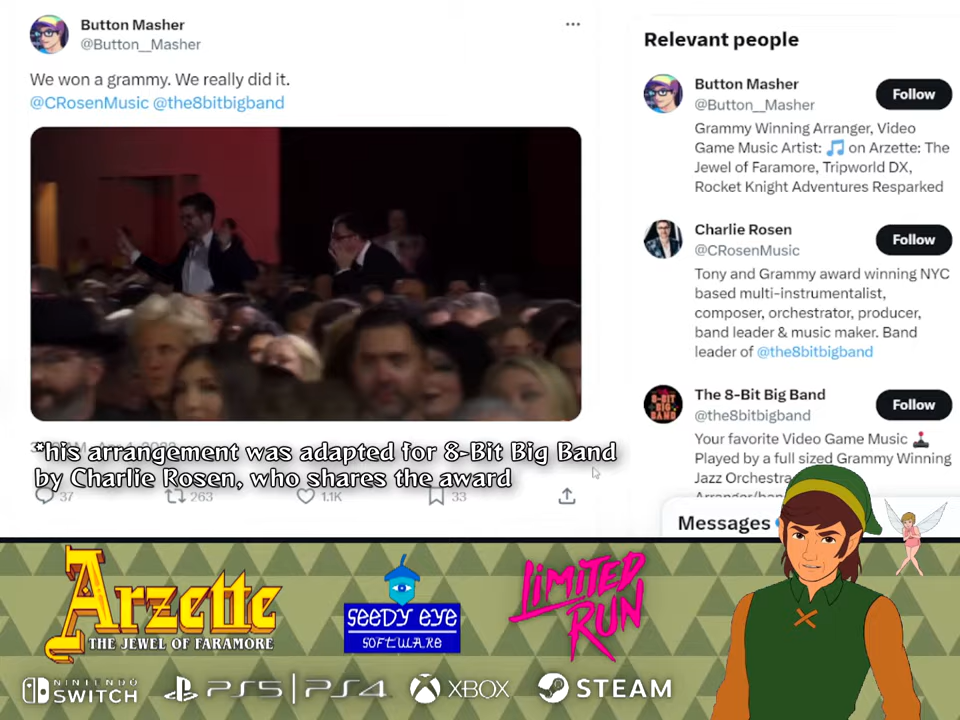 Button Masher
@Button__Masher
We won a grammy. We really did it.
@CRosenMusic @the8bitbigband
*his arrangement was adapted for 8-Bit Big Band
by Charlie Rosen, who shares the award
37
263
1.1K
33
Relevant people
Button Masher
@Button__Masher
Follow
Grammy Winning Arranger, Video
Game Music Artist: 🎵 on Arzette: The
Jewel of Faramore, Tripworld DX,
Rocket Knight Adventures Resparked
Charlie Rosen
@CRosenMusic
Follow
Tony and Grammy award winning NYC
based multi-instrumentalist,
composer, orchestrator, producer,
band leader & music maker. Band
leader of @the8bitbigband
8-BIT BIG BAND
The 8-Bit Big Band
@the8bitbigband
Follow
Your favorite Video Game Music 🕹️
Played by a full sized Grammy Winning
Jazz Orchestra
Messages
Arzette
THE JEWEL OF FARAMORE
SEEDY EYE
SOFTWARE
LIMITED
RUN
NINTENDO
SWITCH
PS5 | PS4
XBOX
STEAM